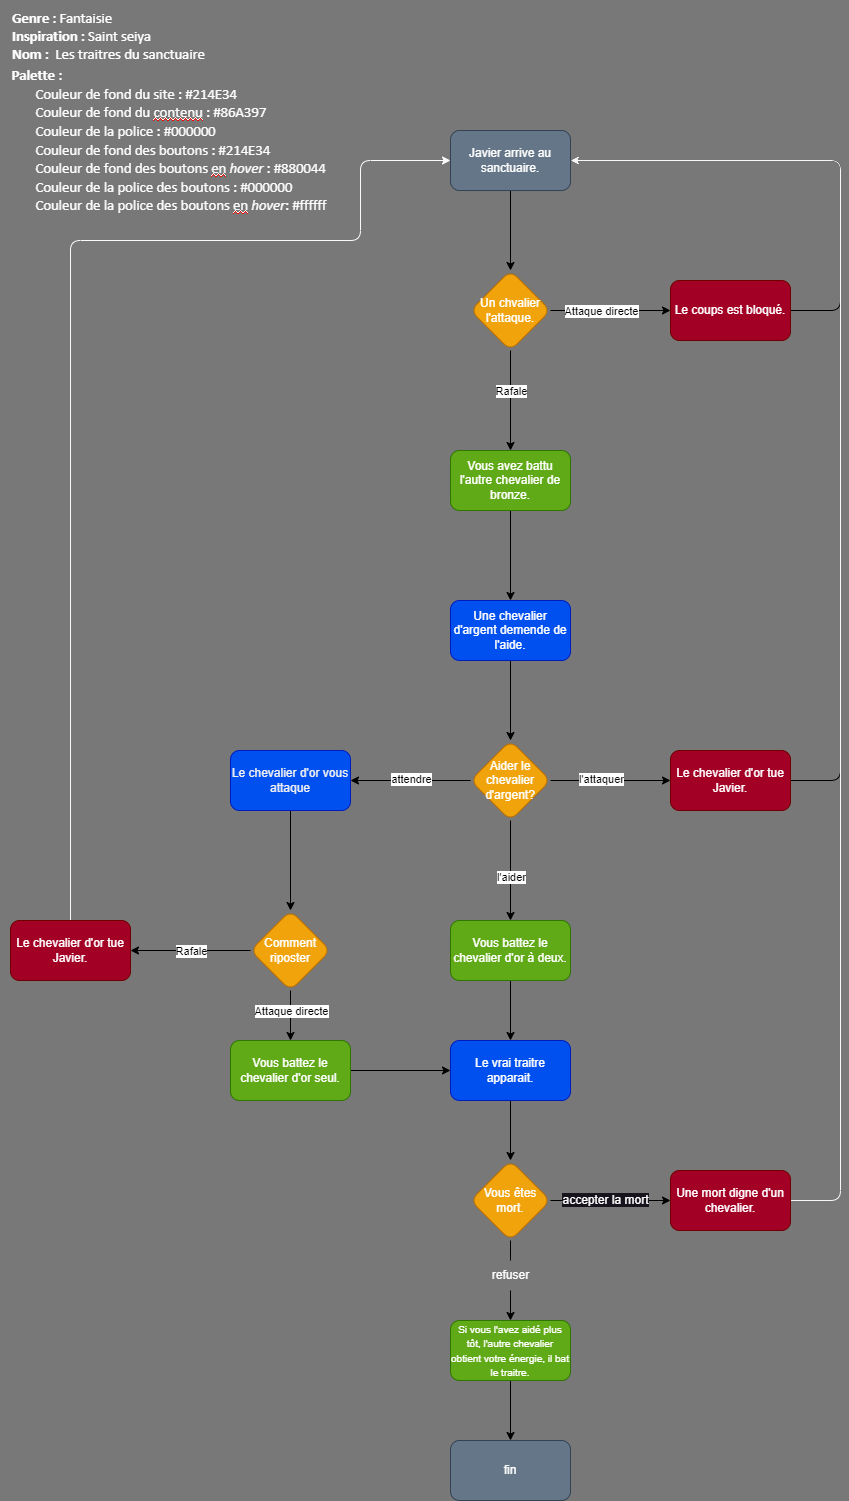 Genre : Fantaisie
Inspiration : Saint seiya
Nom : Les traitres du sanctuaire
Palette :
Couleur de fond du site : #214E34
Couleur de fond du contenu : #86A397
Couleur de la police : #000000
Couleur de fond des boutons : #214E34
Couleur de fond des boutons en hover : #880044
Couleur de la police des boutons : #000000
Couleur de la police des boutons en hover: #ffffff
Javier arrive au
sanctuaire.
Un chvalier
l'attaque.
Attaque directe
Le coups est bloqué.
Rafale
Vous avez battu
l'autre chevalier de
bronze.
Une chevalier
d'argent demende de
l'aide.
Le chevalier d'or vous
attaque
attendre
Aider le
chevalier
d'argent?
l'attaquer
Le chevalier d'or tue
Javier.
l'aider
Le chevalier d'or tue
Javier.
Rafale
Comment
riposter
Vous battez le
chevalier d'or à deux.
Attaque directe
Vous battez le
chevalier d'or seul.
Le vrai traitre
apparait.
Vous êtes
mort.
accepter la mort
Une mort digne d'un
chevalier.
refuser
Si vous l'avez aidé plus
tôt, l'autre chevalier
obtient votre énergie, il bat
le traitre.
fin